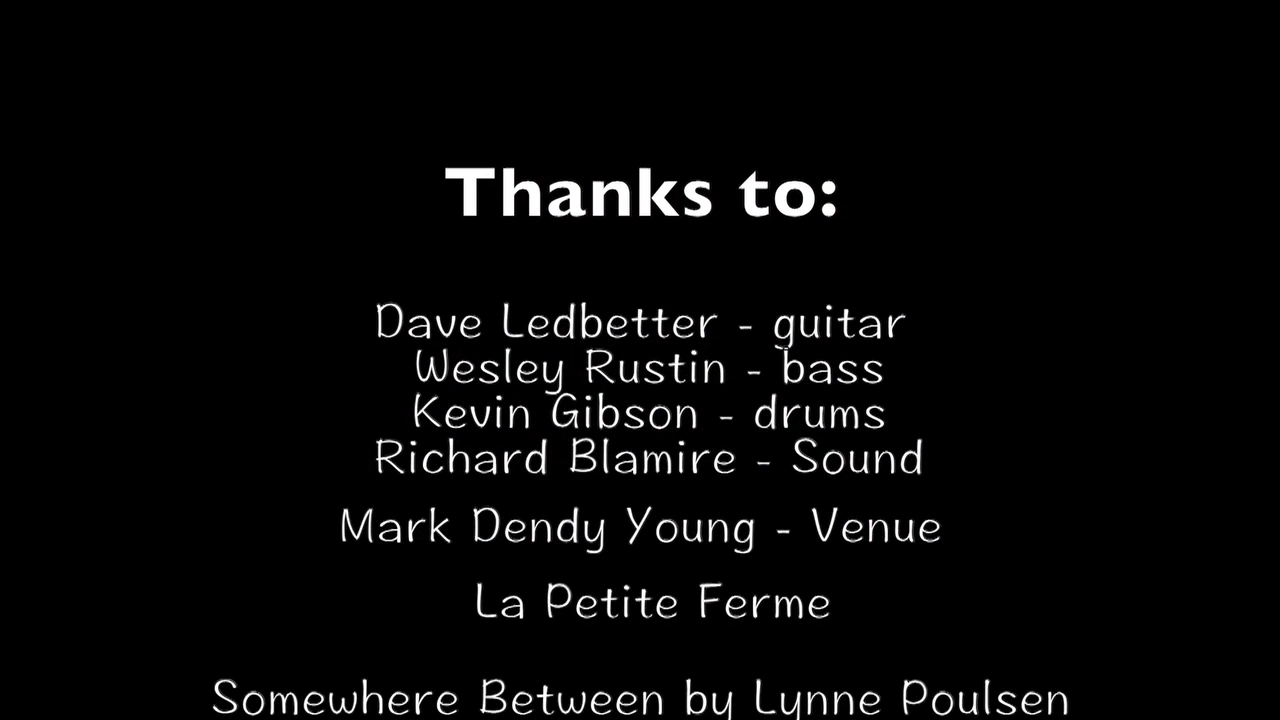 Thanks to:
Dave Ledbetter - guitar
Wesley Rustin - bass
Kevin Gibson - drums
Richard Blamire - Sound
Mark Dendy Young - Venue
La Petite Ferme
Somewhere Between by Lynne Poulsen